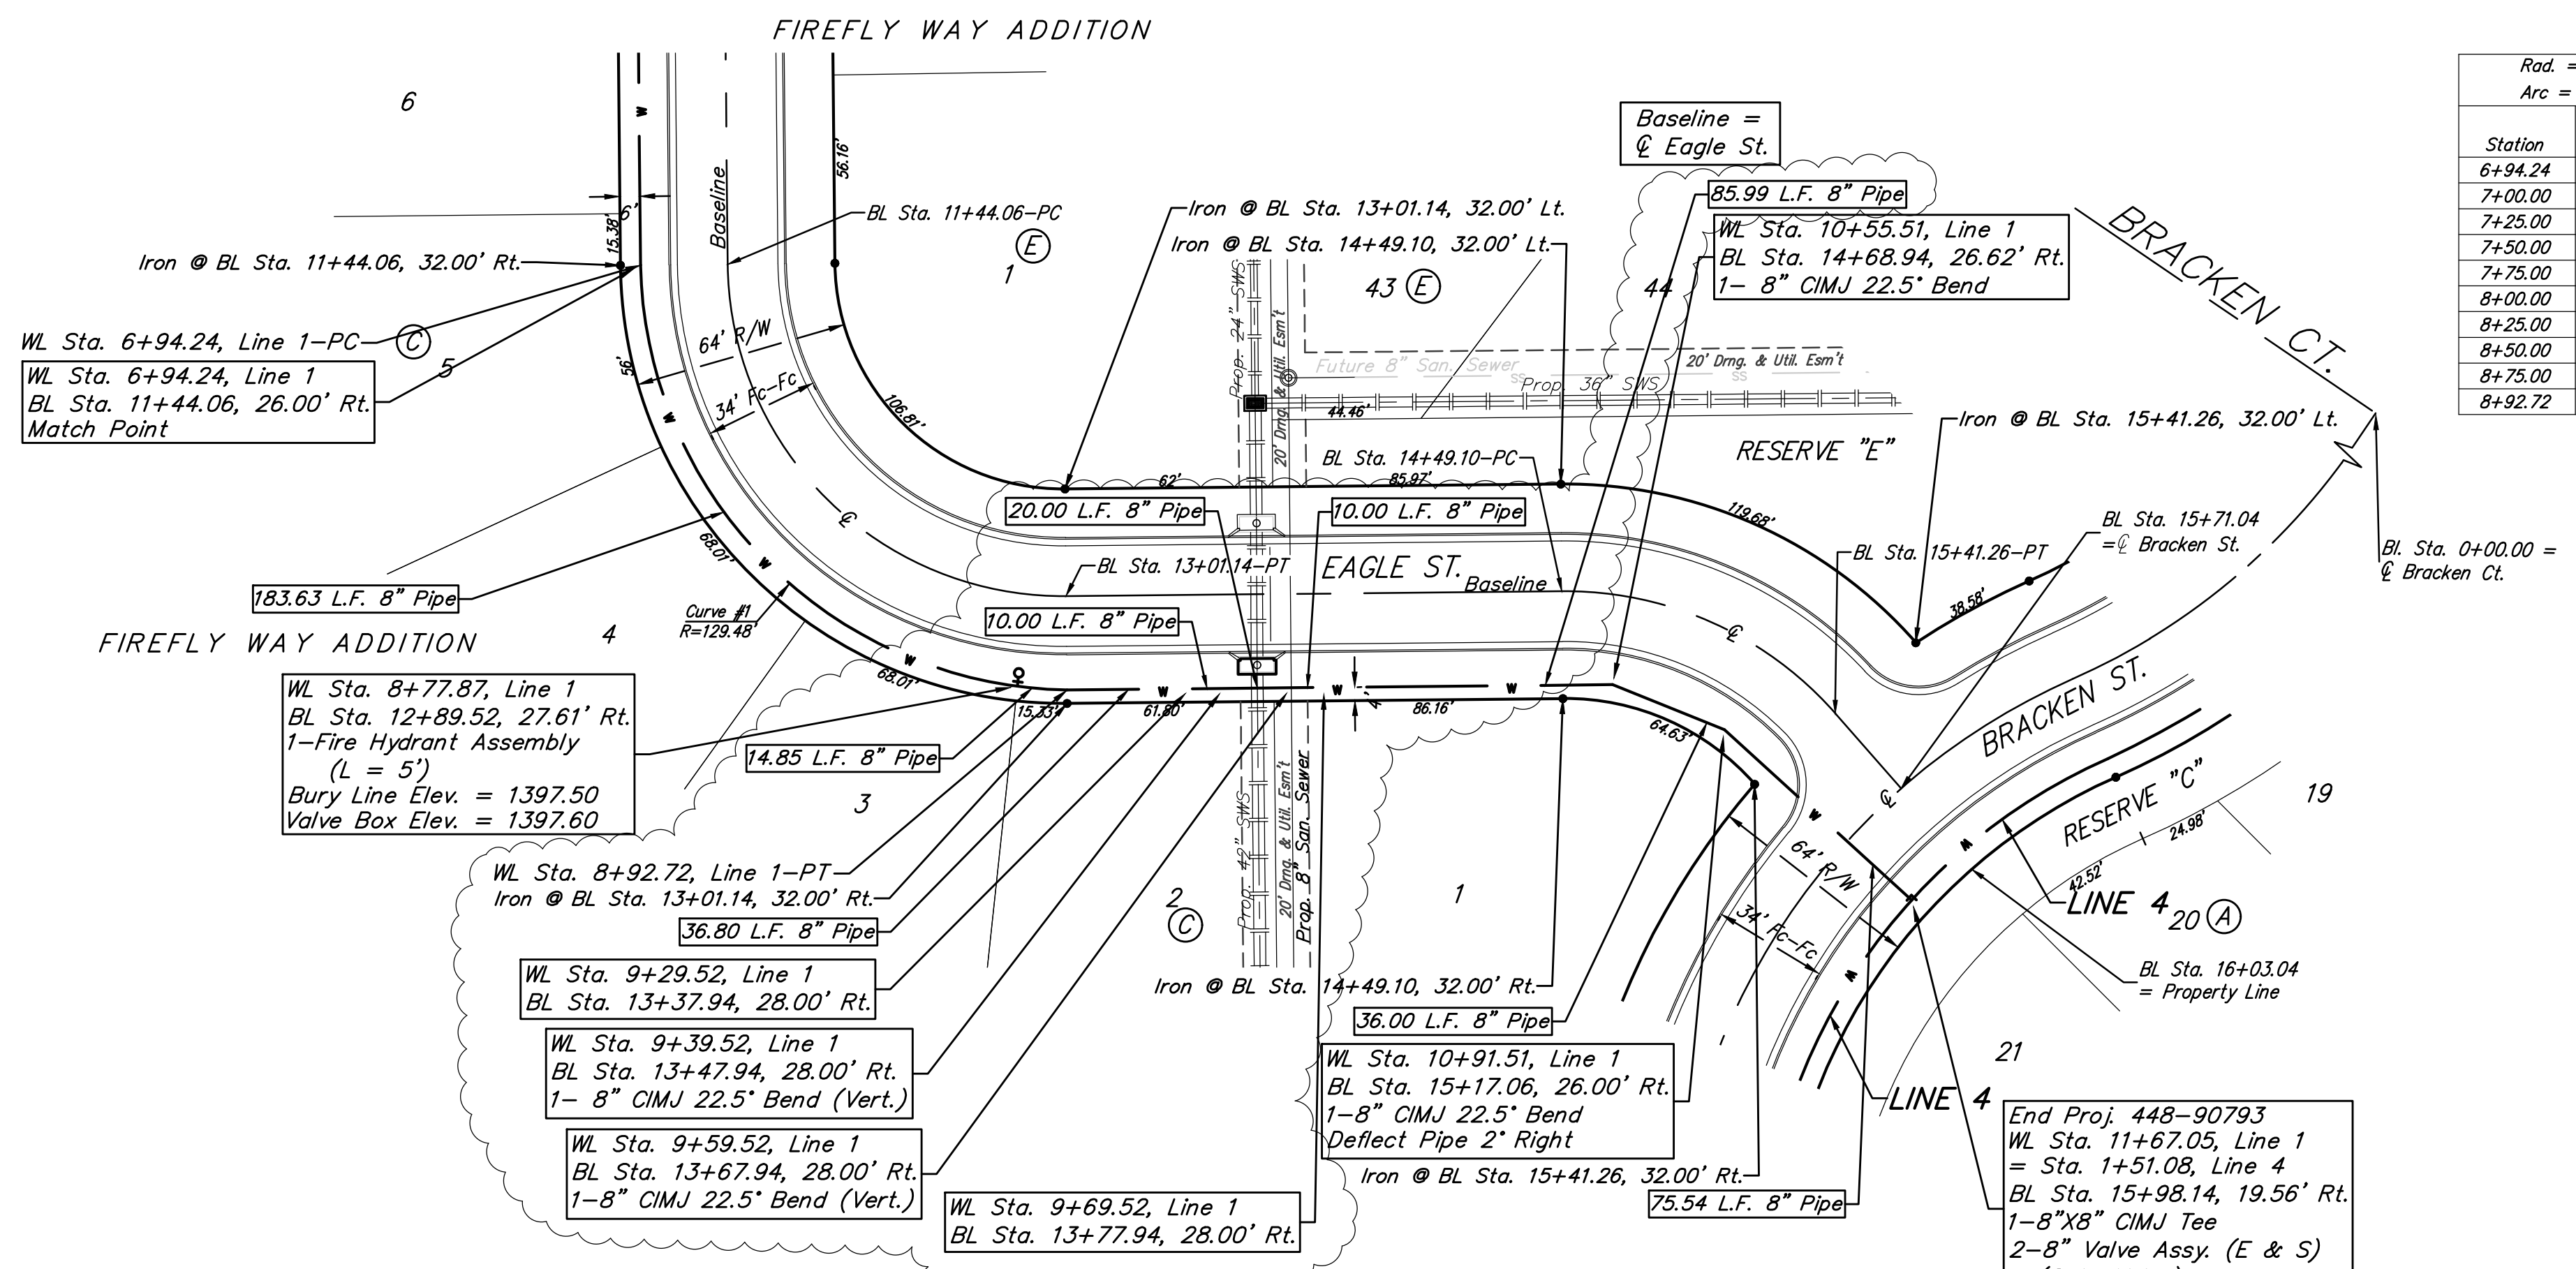 FIREFLY WAY ADDITION
6
W
Baseline
56.16'
6'
15.38'
BL Sta. 11+44.06-PC
E
1
Iron @ BL Sta. 11+44.06, 32.00' Rt.
WL Sta. 6+94.24, Line 1-PC
C
5
WL Sta. 6+94.24, Line 1
BL Sta. 11+44.06, 26.00' Rt.
Match Point
56'
64' R/W
34' Fc-Fc
106.81'
W
℄
68.01'
W
183.63 L.F. 8" Pipe
Curve #1
R=129.48'
FIREFLY WAY ADDITION
4
68.01'
W
WL Sta. 8+77.87, Line 1
BL Sta. 12+89.52, 27.61' Rt.
1-Fire Hydrant Assembly
(L = 5')
Bury Line Elev. = 1397.50
Valve Box Elev. = 1397.60
14.85 L.F. 8" Pipe
15.33'
3
WL Sta. 8+92.72, Line 1-PT
Iron @ BL Sta. 13+01.14, 32.00' Rt.
36.80 L.F. 8" Pipe
WL Sta. 9+29.52, Line 1
BL Sta. 13+37.94, 28.00' Rt.
WL Sta. 9+39.52, Line 1
BL Sta. 13+47.94, 28.00' Rt.
1- 8" CIMJ 22.5° Bend (Vert.)
WL Sta. 9+59.52, Line 1
BL Sta. 13+67.94, 28.00' Rt.
1-8" CIMJ 22.5° Bend (Vert.)
WL Sta. 9+69.52, Line 1
BL Sta. 13+77.94, 28.00' Rt.
Iron @ BL Sta. 13+01.14, 32.00' Lt.
Iron @ BL Sta. 14+49.10, 32.00' Lt.
Prop. 24" SWS
20' Drng. & Util. Esm't
43 E
44
Future 8" San. Sewer
SS
SS
Prop. 36" SWS
20' Drng. & Util. Esm't
44.46'
RESERVE "E"
BL Sta. 14+49.10-PC
62'
85.97'
20.00 L.F. 8" Pipe
10.00 L.F. 8" Pipe
BL Sta. 13+01.14-PT
EAGLE ST.
Baseline
10.00 L.F. 8" Pipe
W
W
W
61.80'
4'
86.16'
64.63'
2
C
Prop. 42" SWS
20' Drng. & Util. Esm't
Prop. 8" San. Sewer
1
Iron @ BL Sta. 14+49.10, 32.00' Rt.
36.00 L.F. 8" Pipe
WL Sta. 10+91.51, Line 1
BL Sta. 15+17.06, 26.00' Rt.
1-8" CIMJ 22.5° Bend
Deflect Pipe 2° Right
Iron @ BL Sta. 15+41.26, 32.00' Rt.
75.54 L.F. 8" Pipe
Baseline =
℄ Eagle St.
85.99 L.F. 8" Pipe
WL Sta. 10+55.51, Line 1
BL Sta. 14+68.94, 26.62' Rt.
1- 8" CIMJ 22.5° Bend
BRACKEN CT.
Iron @ BL Sta. 15+41.26, 32.00' Lt.
119.68'
℄
BL Sta. 15+41.26-PT
BL Sta. 15+71.04
=℄ Bracken St.
38.58'
Bl. Sta. 0+00.00 =
℄ Bracken Ct.
BRACKEN ST.
℄
W
64' R/W
34' Fc-Fc
W
W
RESERVE "C"
19
24.98'
42.52'
LINE 4
20 A
BL Sta. 16+03.04
= Property Line
21
LINE 4
End Proj. 448-90793
WL Sta. 11+67.05, Line 1
= Sta. 1+51.08, Line 4
BL Sta. 15+98.14, 19.56' Rt.
1-8"X8" CIMJ Tee
2-8" Valve Assy. (E & S)
Rad. =
Arc =
Station
6+94.24
7+00.00
7+25.00
7+50.00
7+75.00
8+00.00
8+25.00
8+50.00
8+75.00
8+92.72